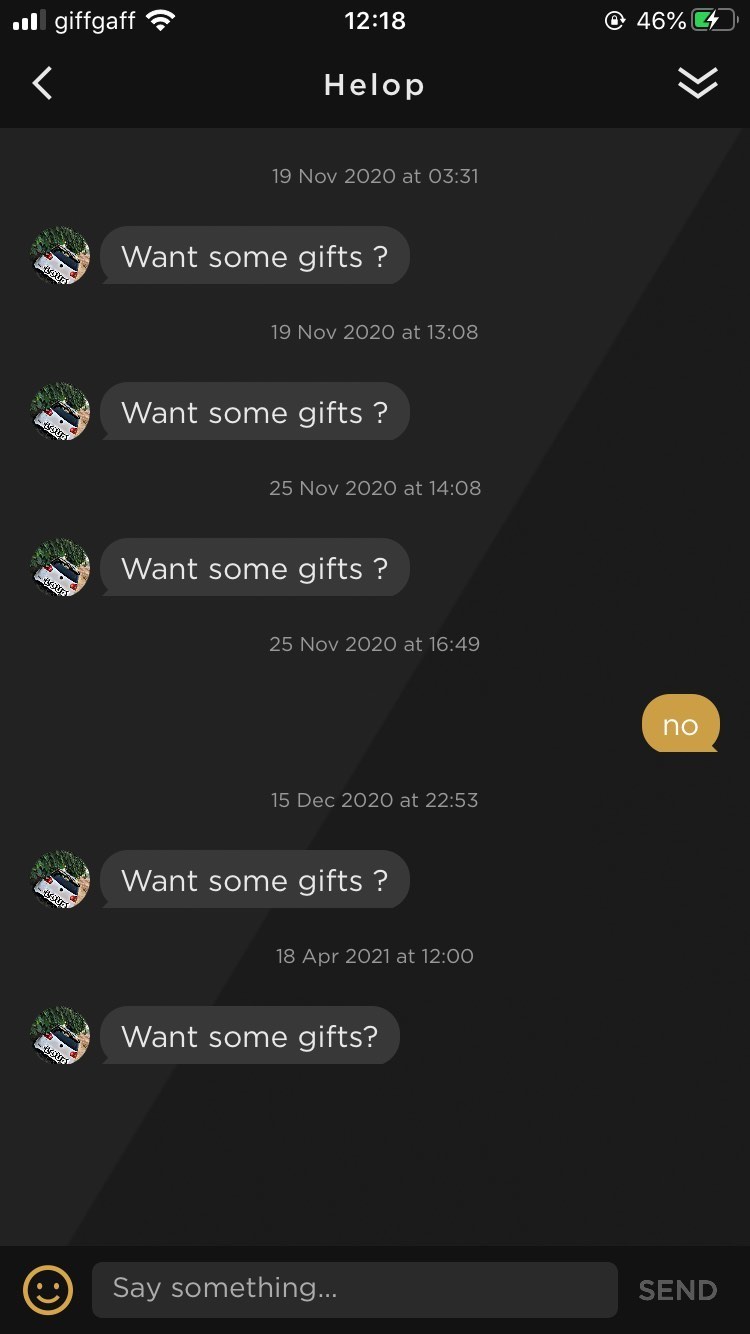 giffgaff 12:18 46%
Helop
19 Nov 2020 at 03:31
Want some gifts ?
19 Nov 2020 at 13:08
Want some gifts ?
25 Nov 2020 at 14:08
Want some gifts ?
25 Nov 2020 at 16:49
no
15 Dec 2020 at 22:53
Want some gifts ?
18 Apr 2021 at 12:00
Want some gifts?
Say something... SEND